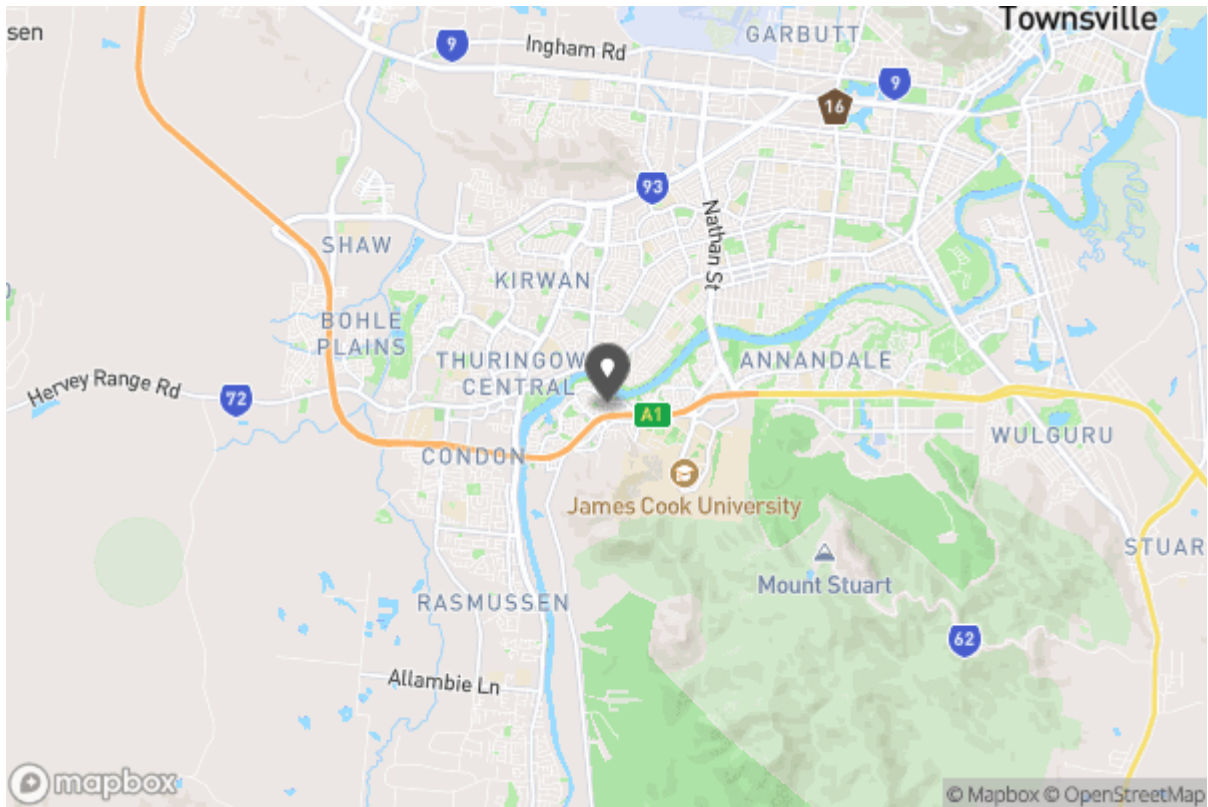 Townsville
sen
GARBUTT
9
Ingham Rd
9
16
93
Nathan St
SHAW
KIRWAN
BOHLE
PLAINS
THURINGOW
CENTRAL
ANNANDALE
Hervey Range Rd
72
A1
WULGURU
CONDON
James Cook University
STUAR
Mount Stuart
RASMUSSEN
62
Allambie Ln
mapbox
© Mapbox © OpenStreetMap